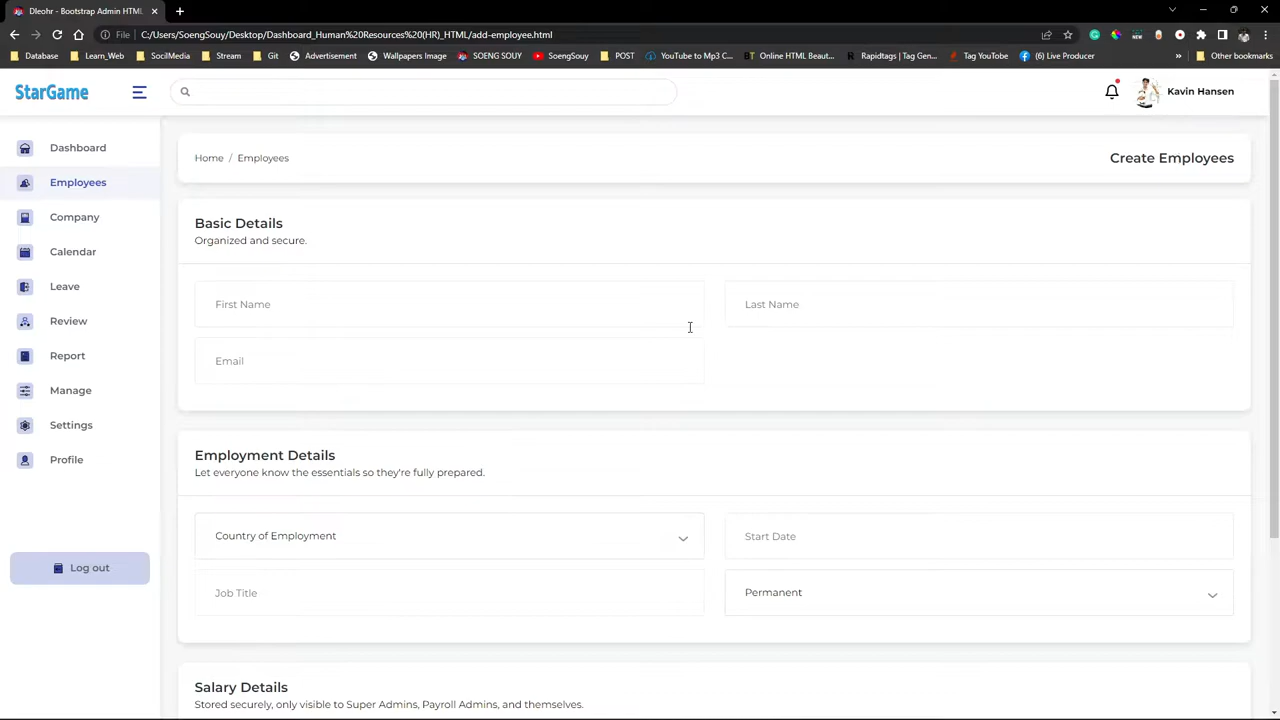 Dleohr - Bootstrap Admin HTML
File | C:/Users/SoengSouy/Desktop/Dashboard_Human%20Resources%20(HR)_HTML/add-employee.html
Database Learn_Web SocilMedia Stream Git Advertisement Wallpapers Image SOENG SOUY SoengSouy POST YouTube to Mp3 C... Online HTML Beaut... Rapidtags | Tag Gen... Tag YouTube (6) Live Producer » Other bookmarks
StarGame
Kavin Hansen
Dashboard
Employees
Company
Calendar
Leave
Review
Report
Manage
Settings
Profile
Log out
Home / Employees
Create Employees
Basic Details
Organized and secure.
First Name
Last Name
Email
Employment Details
Let everyone know the essentials so they're fully prepared.
Country of Employment
Start Date
Job Title
Permanent
Salary Details
Stored securely, only visible to Super Admins, Payroll Admins, and themselves.